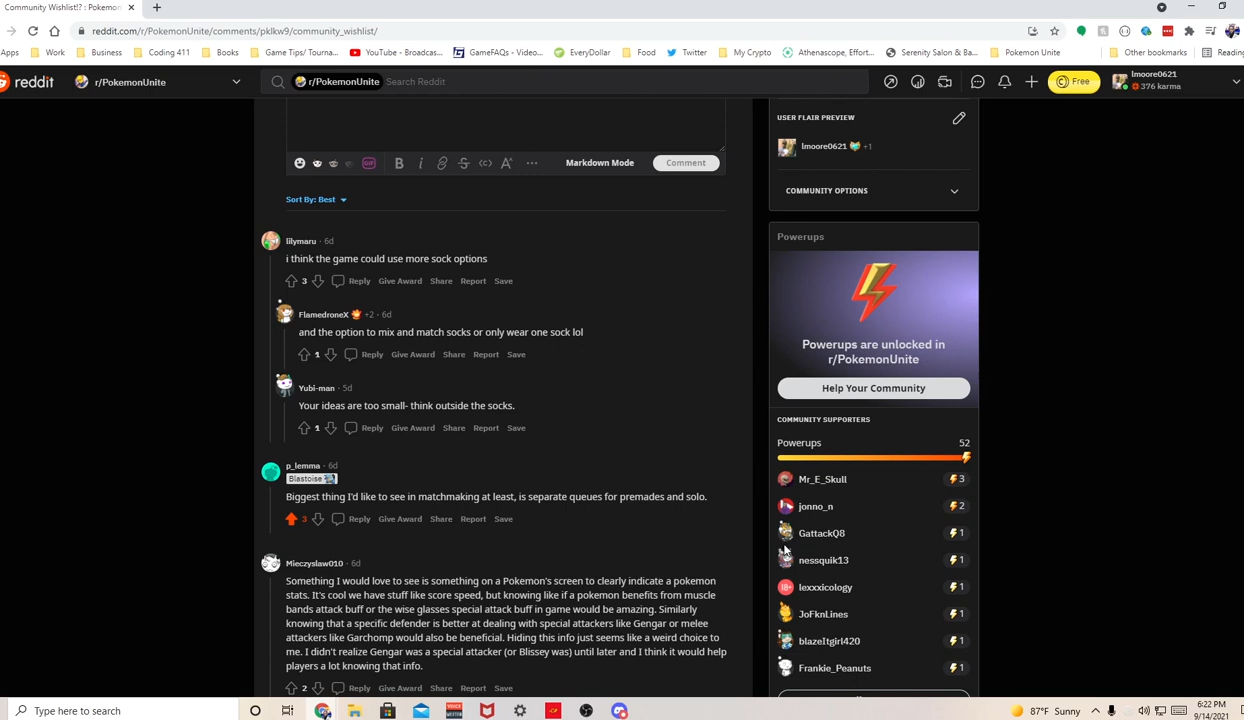 Community Wishlist!? : Pokemon
reddit.com/r/PokemonUnite/comments/pklkw9/community_wishlist/
Apps Work Business Coding 411 Books Game Tips/ Tourna... YouTube - Broadcas... GameFAQs - Video... EveryDollar Food Twitter My Crypto Athenascope, Effort... Serenity Salon & Ba... Pokemon Unite Other bookmarks Reading
reddit r/PokemonUnite r/PokemonUnite Search Reddit Free lmoore0621
376 karma
USER FLAIR PREVIEW
lmoore0621 +1
COMMUNITY OPTIONS
GIF B i A Markdown Mode Comment
Sort By: Best
lilymaru · 6d
i think the game could use more sock options
3 Reply Give Award Share Report Save
FlamedroneX +2 · 6d
and the option to mix and match socks or only wear one sock lol
1 Reply Give Award Share Report Save
Yubi-man · 5d
Your ideas are too small- think outside the socks.
1 Reply Give Award Share Report Save
p_lemma · 6d
Blastoise
Biggest thing I'd like to see in matchmaking at least, is separate queues for premades and solo.
3 Reply Give Award Share Report Save
Mieczyslaw010 · 6d
Something I would love to see is something on a Pokemon's screen to clearly indicate a pokemon
stats. It's cool we have stuff like score speed, but knowing like if a pokemon benefits from muscle
bands attack buff or the wise glasses special attack buff in game would be amazing. Similarly
knowing that a specific defender is better at dealing with special attackers like Gengar or melee
attackers like Garchomp would also be beneficial. Hiding this info just seems like a weird choice to
me. I didn't realize Gengar was a special attacker (or Blissey was) until later and I think it would help
players a lot knowing that info.
2 Reply Give Award Share Report Save
Powerups
Powerups are unlocked in
r/PokemonUnite
Help Your Community
COMMUNITY SUPPORTERS
Powerups 52
Mr_E_Skull 3
jonno_n 2
GattackQ8 1
nessquik13 1
18+ lexxxicology 1
JoFknLines 1
blazeItgirl420 1
Frankie_Peanuts 1
Type here to search
87°F Sunny
6:22 PM
9/14/2021